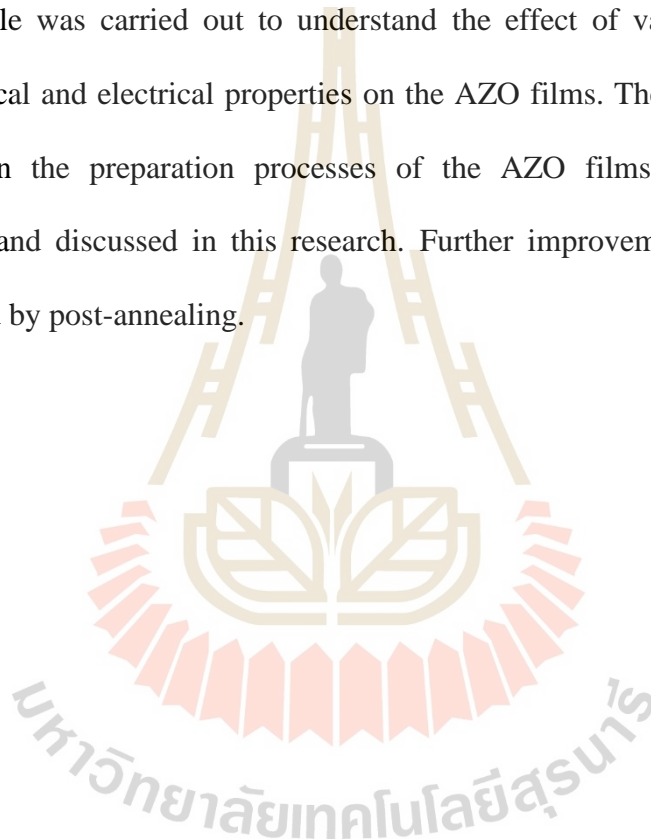 le was carried out to understand the effect of va
cal and electrical properties on the AZO films. The
n the preparation processes of the AZO films
and discussed in this research. Further improvem
by post-annealing.
มหาวิทยาลัยเทคโนโลยีสุรนารี